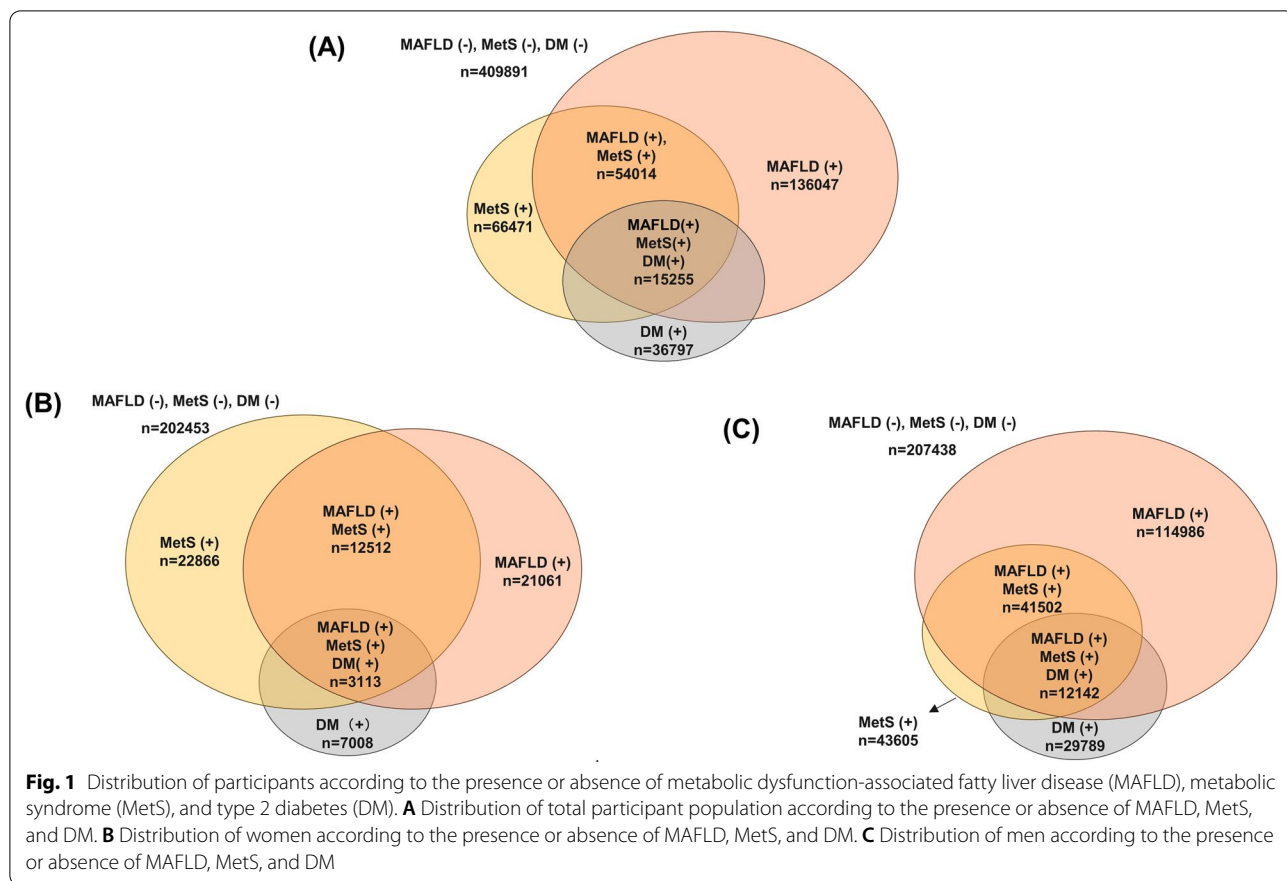 (A)
MAFLD (-), MetS (-), DM (-)
n=409891
MAFLD (+),
MetS (+)
n=54014
MAFLD (+)
n=136047
MetS (+)
n=66471
MAFLD(+)
MetS(+)
DM(+)
n=15255
DM (+)
n=36797
(B)
MAFLD (-), MetS (-), DM (-)
n=202453
MAFLD (+)
MetS (+)
n=12512
MetS (+)
n=22866
MAFLD (+)
n=21061
MAFLD (+)
MetS (+)
DM( +)
n=3113
DM （+）
n=7008
(C)
MAFLD (-), MetS (-), DM (-)
n=207438
MAFLD (+)
n=114986
MAFLD (+)
MetS (+)
n=41502
MAFLD (+)
MetS (+)
DM (+)
n=12142
MetS (+)
n=43605
DM (+)
n=29789
Fig. 1 Distribution of participants according to the presence or absence of metabolic dysfunction-associated fatty liver disease (MAFLD), metabolic
syndrome (MetS), and type 2 diabetes (DM). A Distribution of total participant population according to the presence or absence of MAFLD, MetS,
and DM. B Distribution of women according to the presence or absence of MAFLD, MetS, and DM. C Distribution of men according to the presence
or absence of MAFLD, MetS, and DM